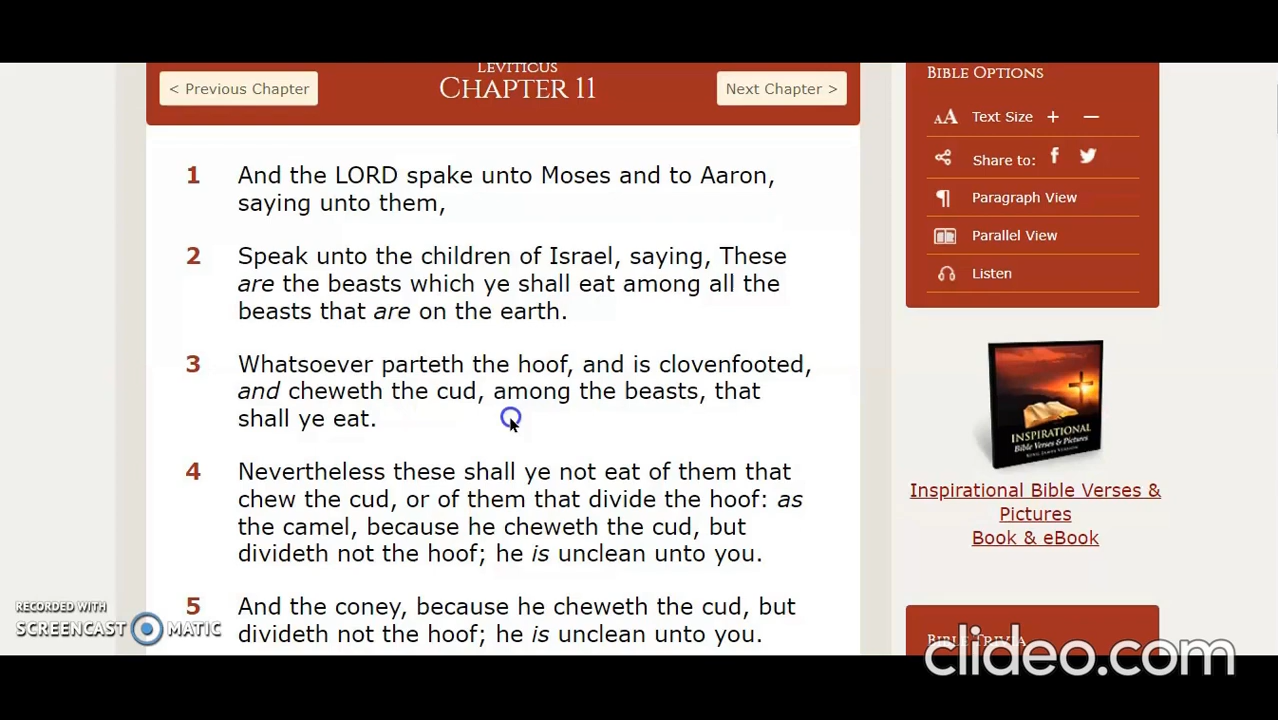 LEVITICUS
< Previous Chapter
CHAPTER 11
Next Chapter >
1 And the LORD spake unto Moses and to Aaron,
saying unto them,
2 Speak unto the children of Israel, saying, These
are the beasts which ye shall eat among all the
beasts that are on the earth.
3 Whatsoever parteth the hoof, and is clovenfooted,
and cheweth the cud, among the beasts, that
shall ye eat.
4 Nevertheless these shall ye not eat of them that
chew the cud, or of them that divide the hoof: as
the camel, because he cheweth the cud, but
divideth not the hoof; he is unclean unto you.
5 And the coney, because he cheweth the cud, but
divideth not the hoof; he is unclean unto you.
BIBLE OPTIONS
AA Text Size + —
Share to: f
¶ Paragraph View
Parallel View
Listen
INSPIRATIONAL
Bible Verses & Pictures
KING JAMES VERSION
Inspirational Bible Verses &
Pictures
Book & eBook
BIBLE TRIVIA
RECORDED WITH
SCREENCAST MATIC
clideo.com